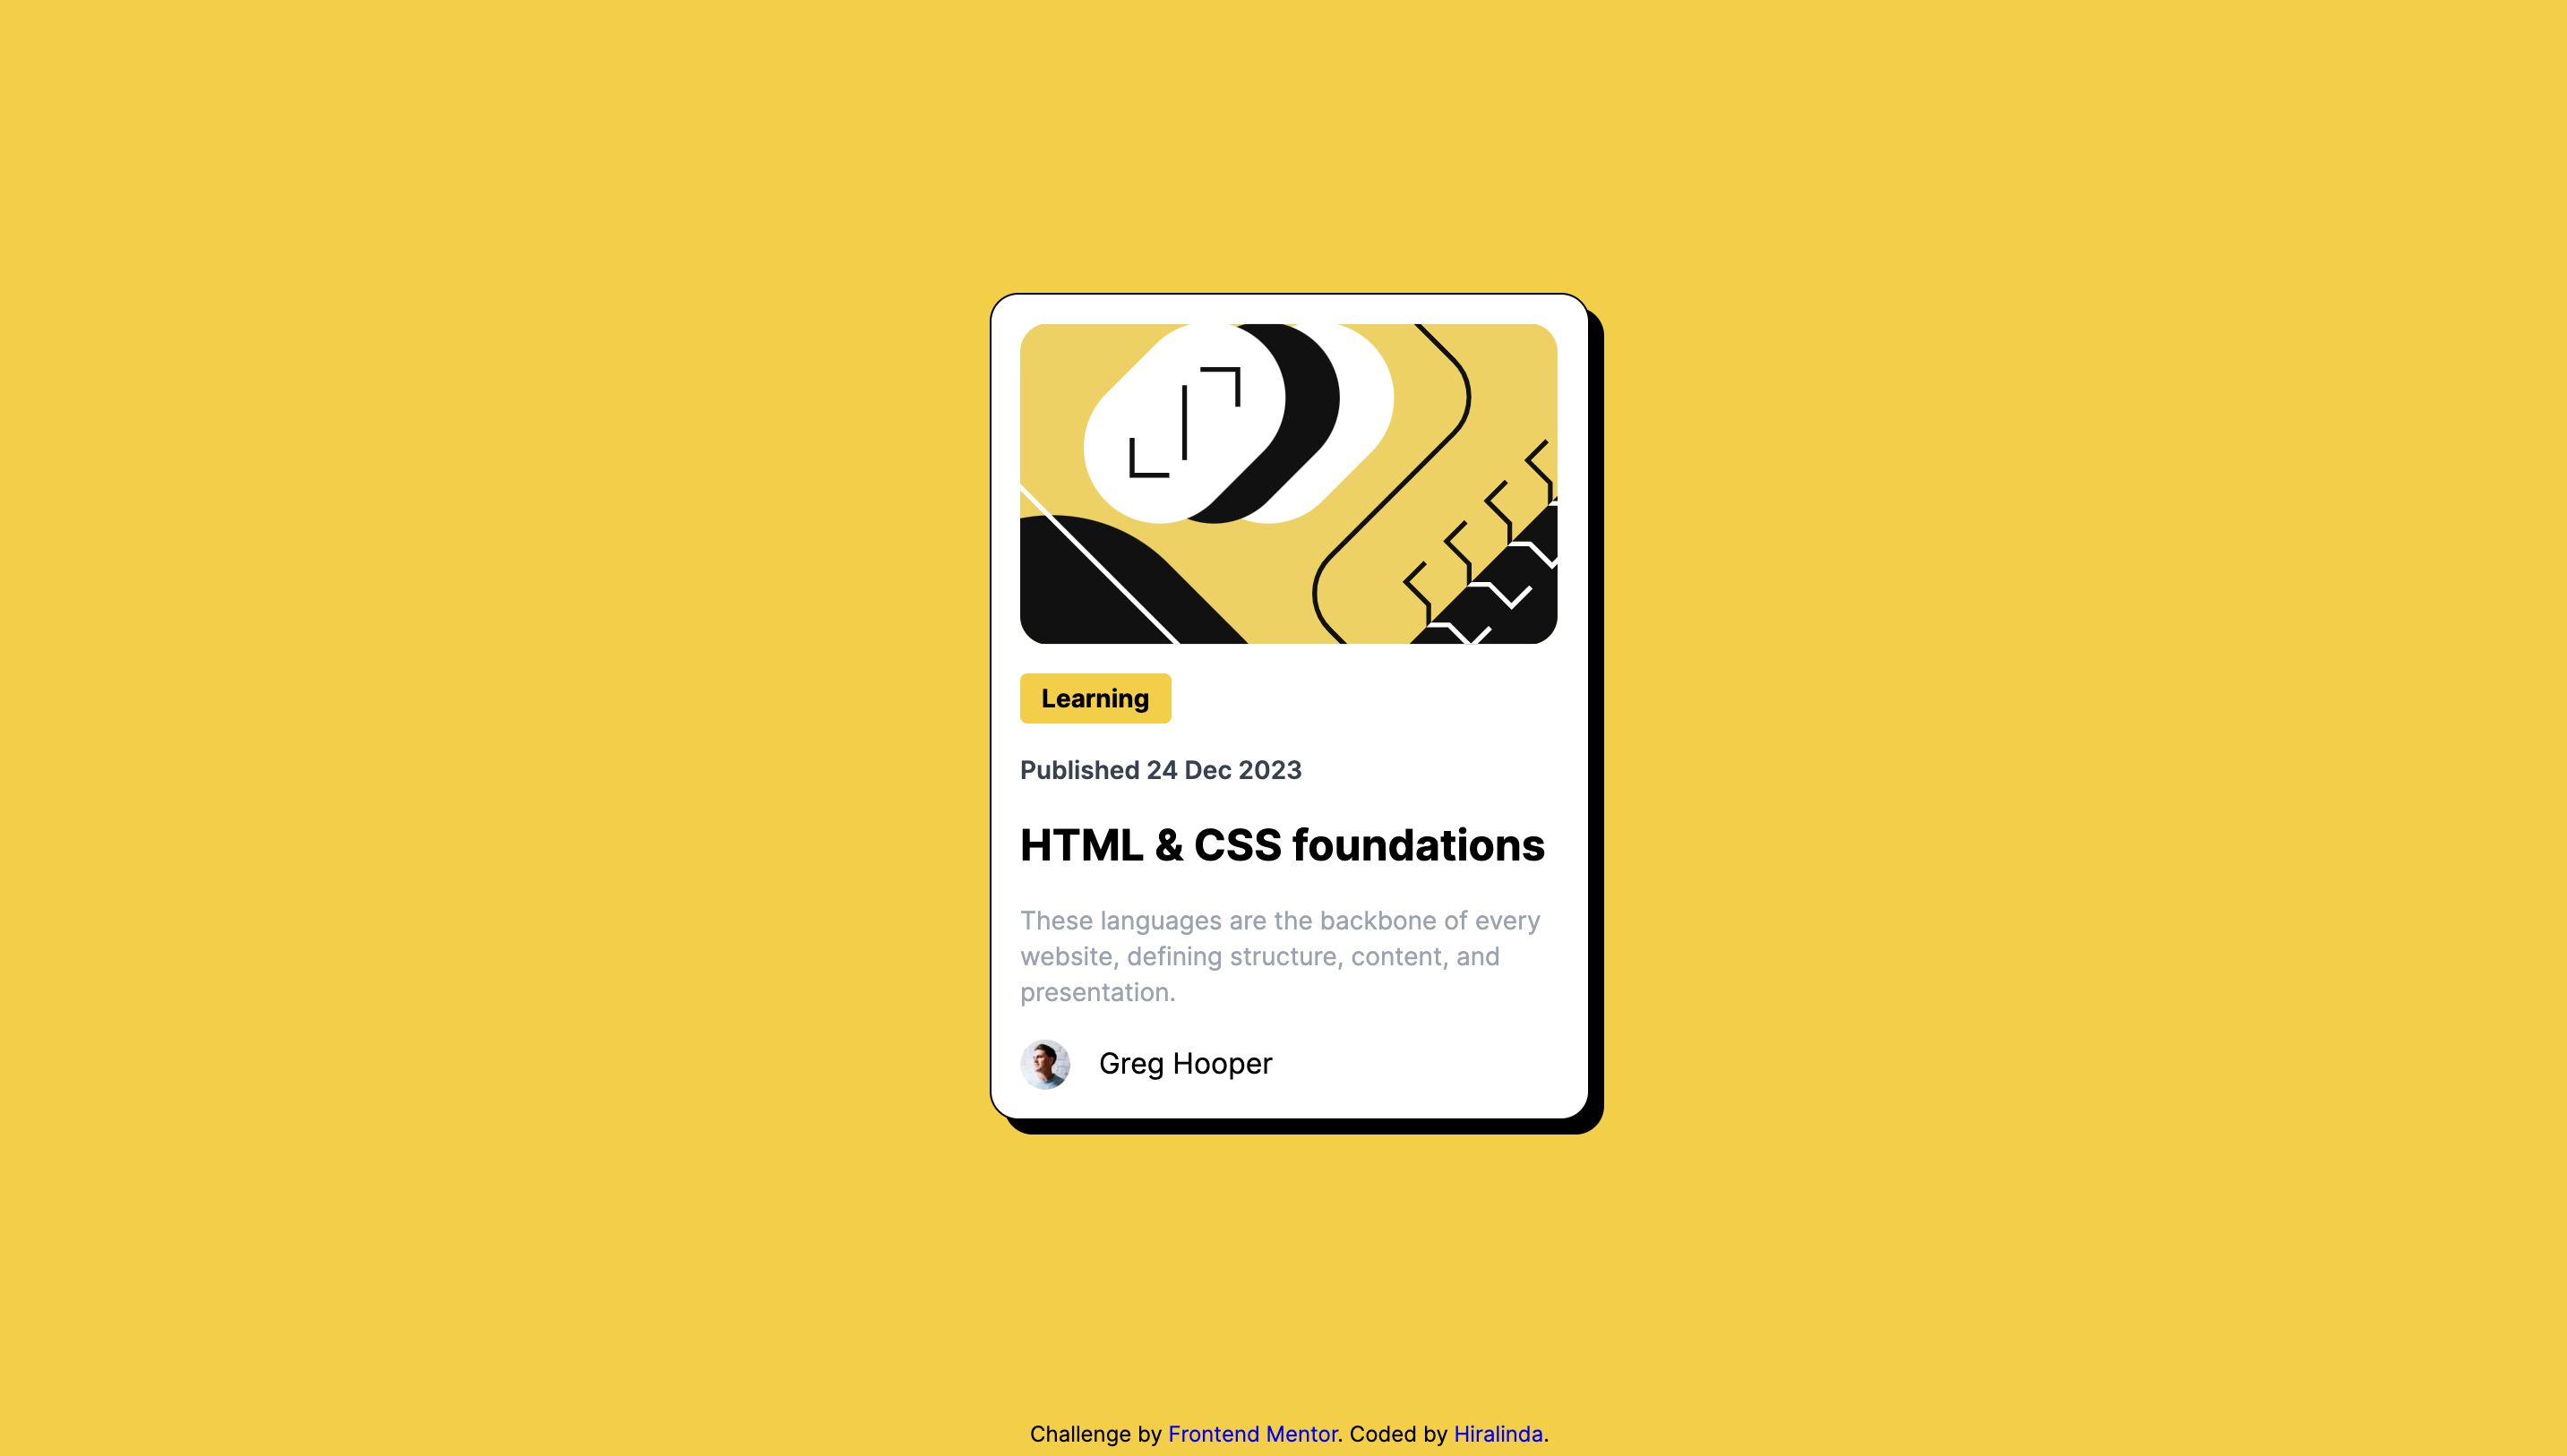 Learning
Published 24 Dec 2023
HTML & CSS foundations
These languages are the backbone of every
website, defining structure, content, and
presentation.
Greg Hooper
Challenge by Frontend Mentor. Coded by Hiralinda.